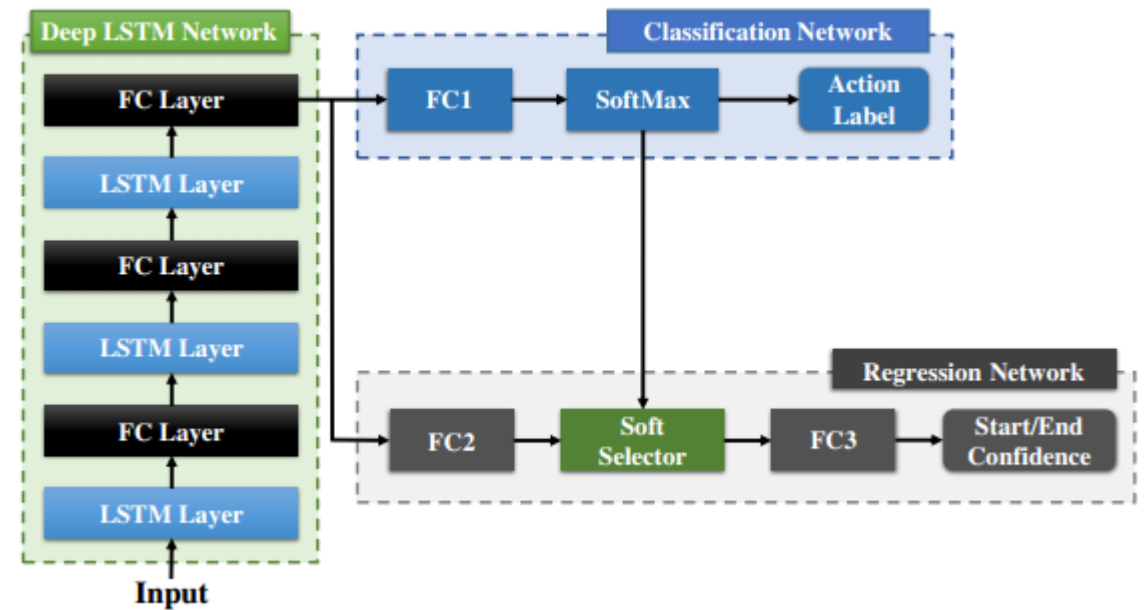 Deep LSTM Network
FC Layer
LSTM Layer
FC Layer
LSTM Layer
FC Layer
LSTM Layer
Input
Classification Network
FC1
SoftMax
Action
Label
Regression Network
FC2
Soft
Selector
FC3
Start/End
Confidence